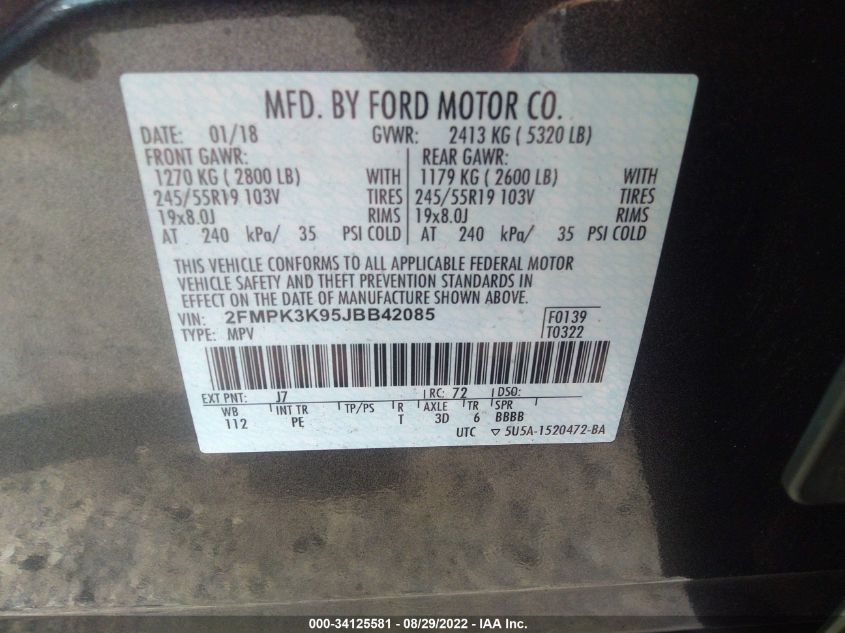 MFD. BY FORD MOTOR CO.
DATE: 01/18 GVWR: 2413 KG ( 5320 LB)
FRONT GAWR: REAR GAWR:
1270 KG ( 2800 LB) WITH 1179 KG ( 2600 LB) WITH
245/55R19 103V TIRES 245/55R19 103V TIRES
19x8.0J RIMS 19x8.0J RIMS
AT 240 kPa/ 35 PSI COLD AT 240 kPa/ 35 PSI COLD
THIS VEHICLE CONFORMS TO ALL APPLICABLE FEDERAL MOTOR
VEHICLE SAFETY AND THEFT PREVENTION STANDARDS IN
EFFECT ON THE DATE OF MANUFACTURE SHOWN ABOVE.
VIN: 2FMPK3K95JBB42085 F0139
TYPE: MPV T0322
EXT PNT: J7 RC: 72 DSO:
WB INT TR TP/PS R AXLE TR SPR
112 PE T 3D 6 BBBB
UTC ▽ 5U5A-1520472-BA
000-34125581 - 08/29/2022 - IAA Inc.